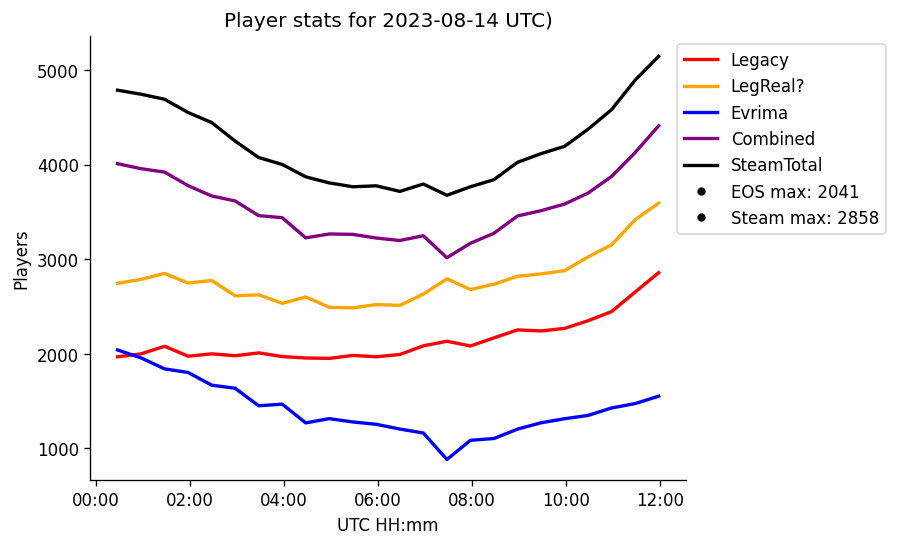 Player stats for 2023-08-14 UTC)
Legacy
LegReal?
Evrima
Combined
SteamTotal
EOS max: 2041
Steam max: 2858
Players
5000
4000
3000
2000
1000
00:00 02:00 04:00 06:00 08:00 10:00 12:00
UTC HH:mm